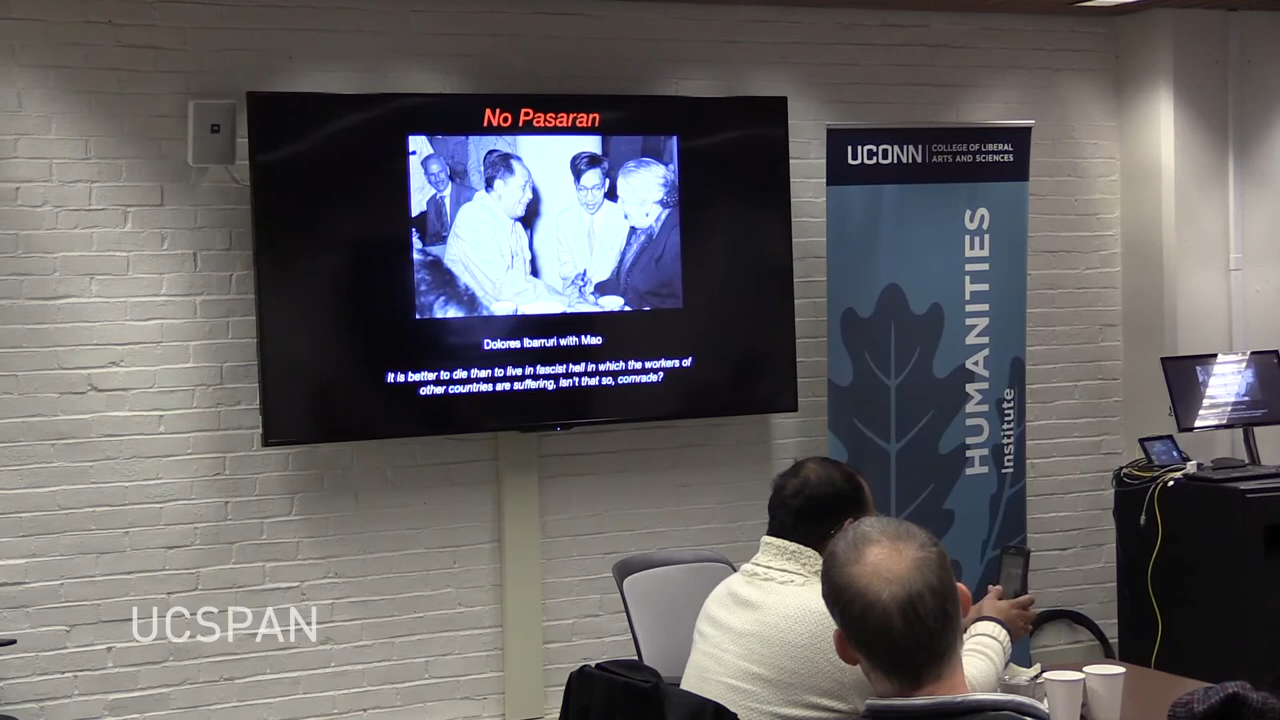 No Pasaran
Dolores Ibarruri with Mao
It is better to die than to live in fascist hell in which the workers of
other countries are suffering, isn't that so, comrade?
UCONN
COLLEGE OF LIBERAL
ARTS AND SCIENCES
HUMANITIES
Institute
UCSPAN